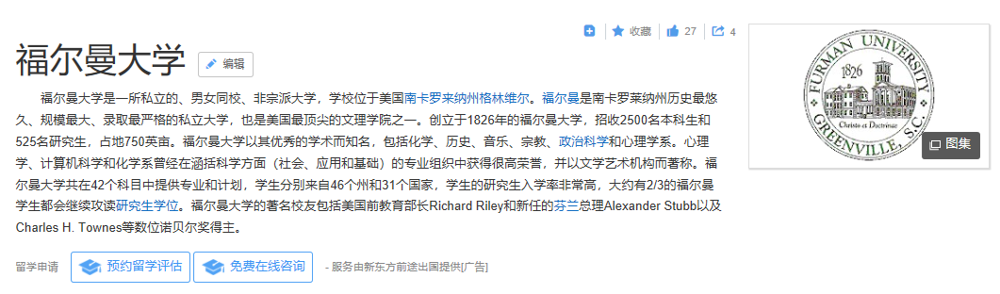 收藏 27 4
福尔曼大学 编辑
福尔曼大学是一所私立的、男女同校、非宗派大学，学校位于美国南卡罗来纳州格林维尔。福尔曼是南卡罗莱纳州历史最悠
久、规模最大、录取最严格的私立大学，也是美国最顶尖的文理学院之一。创立于1826年的福尔曼大学，招收2500名本科生和
525名研究生，占地750英亩。福尔曼大学以其优秀的学术而知名，包括化学、历史、音乐、宗教、政治科学和心理学系。心理
学、计算机科学和化学系曾经在涵括科学方面（社会、应用和基础）的专业组织中获得很高荣誉，并以文学艺术机构而著称。福
尔曼大学共在42个科目中提供专业和计划，学生分别来自46个州和31个国家，学生的研究生入学率非常高，大约有2/3的福尔曼
学生都会继续攻读研究生学位。福尔曼大学的著名校友包括美国前教育部长Richard Riley和新任的芬兰总理Alexander Stubb以及
Charles H. Townes等数位诺贝尔奖得主。
留学申请 预约留学评估 免费在线咨询 - 服务由新东方前途出国提供[广告]
FURMAN UNIVERSITY
1826
Christo et Doctrinae
GREENVILLE, S.C.
图集